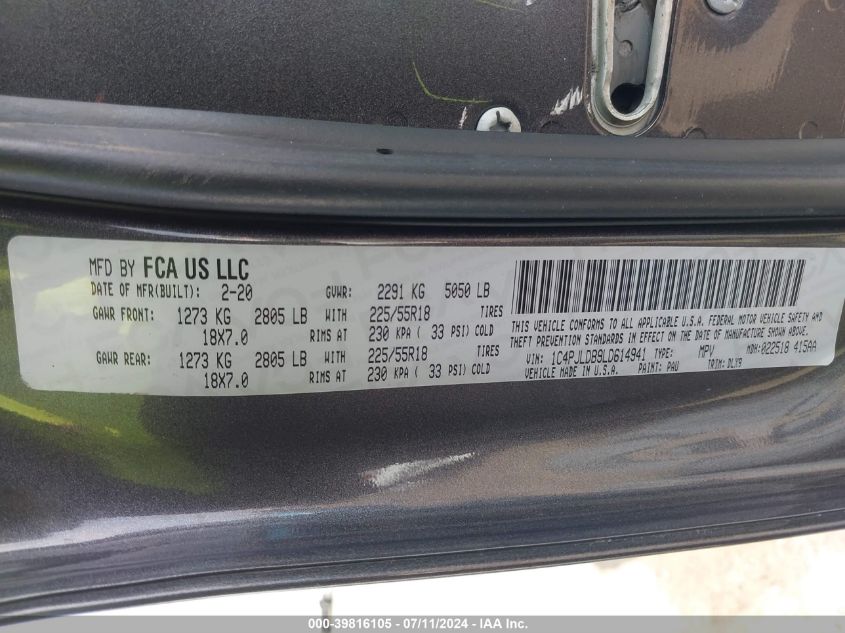 MFD BY FCA US LLC
DATE OF MFR(BUILT): 2-20 GVWR: 2291 KG 5050 LB
GAWR FRONT: 1273 KG 2805 LB WITH 225/55R18 TIRES
18X7.0 RIMS AT 230 KPA ( 33 PSI) COLD
GAWR REAR: 1273 KG 2805 LB WITH 225/55R18 TIRES
18X7.0 RIMS AT 230 KPA ( 33 PSI) COLD
THIS VEHICLE CONFORMS TO ALL APPLICABLE U.S.A. FEDERAL MOTOR VEHICLE SAFETY AND
THEFT PREVENTION STANDARDS IN EFFECT ON THE DATE OF MANUFACTURE SHOWN ABOVE.
VIN: 1C4PJLDB9LD614941 TYPE: MPV MDH:022518 415AA
VEHICLE MADE IN U.S.A. PAINT: PAU TRIM: DLX9
000-39816105 - 07/11/2024 - IAA Inc.